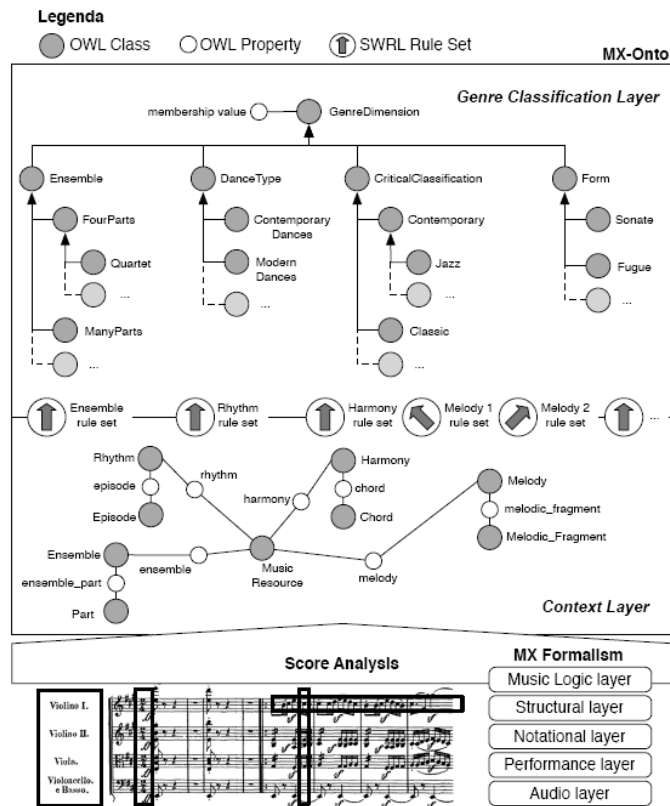 Legenda
OWL Class
OWL Property
SWRL Rule Set
MX-Onto
Genre Classification Layer
membership value
GenreDimension
Ensemble
DanceType
CriticalClassification
Form
FourParts
Contemporary
Dances
Contemporary
Sonate
Quartet
Modern
Dances
Jazz
Fugue
...
...
...
...
ManyParts
Classic
...
...
Ensemble
rule set
Rhythm
rule set
Harmony
rule set
Melody 1
rule set
Melody 2
rule set
...
Rhythm
rhythm
Harmony
episode
harmony
chord
Melody
melodic_fragment
Episode
Chord
Melodic_Fragment
Ensemble
ensemble
Music
Resource
melody
ensemble_part
Part
Context Layer
Score Analysis
MX Formalism
Music Logic layer
Structural layer
Notational layer
Performance layer
Audio layer
Violino I.
Violino II.
Viola.
Violoncello.
e Basso.